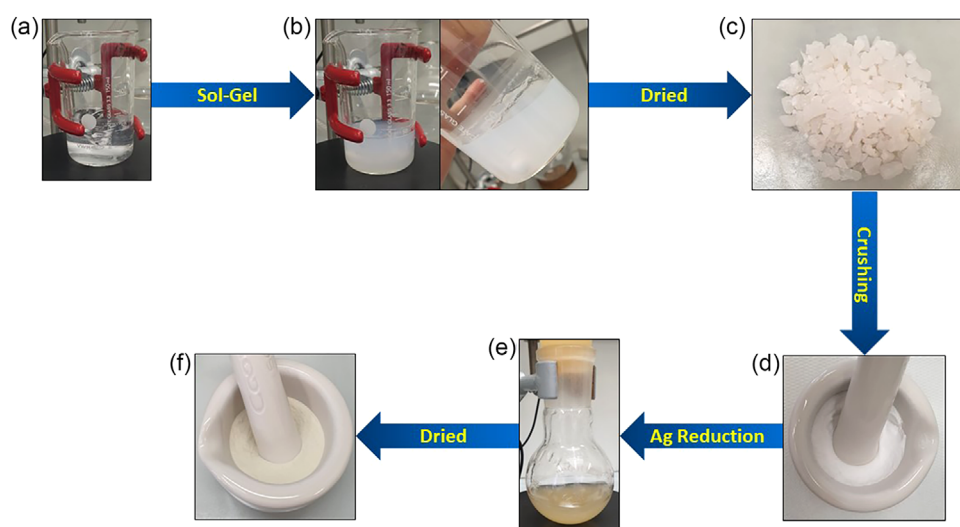 (a)
Sol-Gel
(b)
Dried
(c)
Crushing
(d)
Ag Reduction
(e)
Dried
(f)